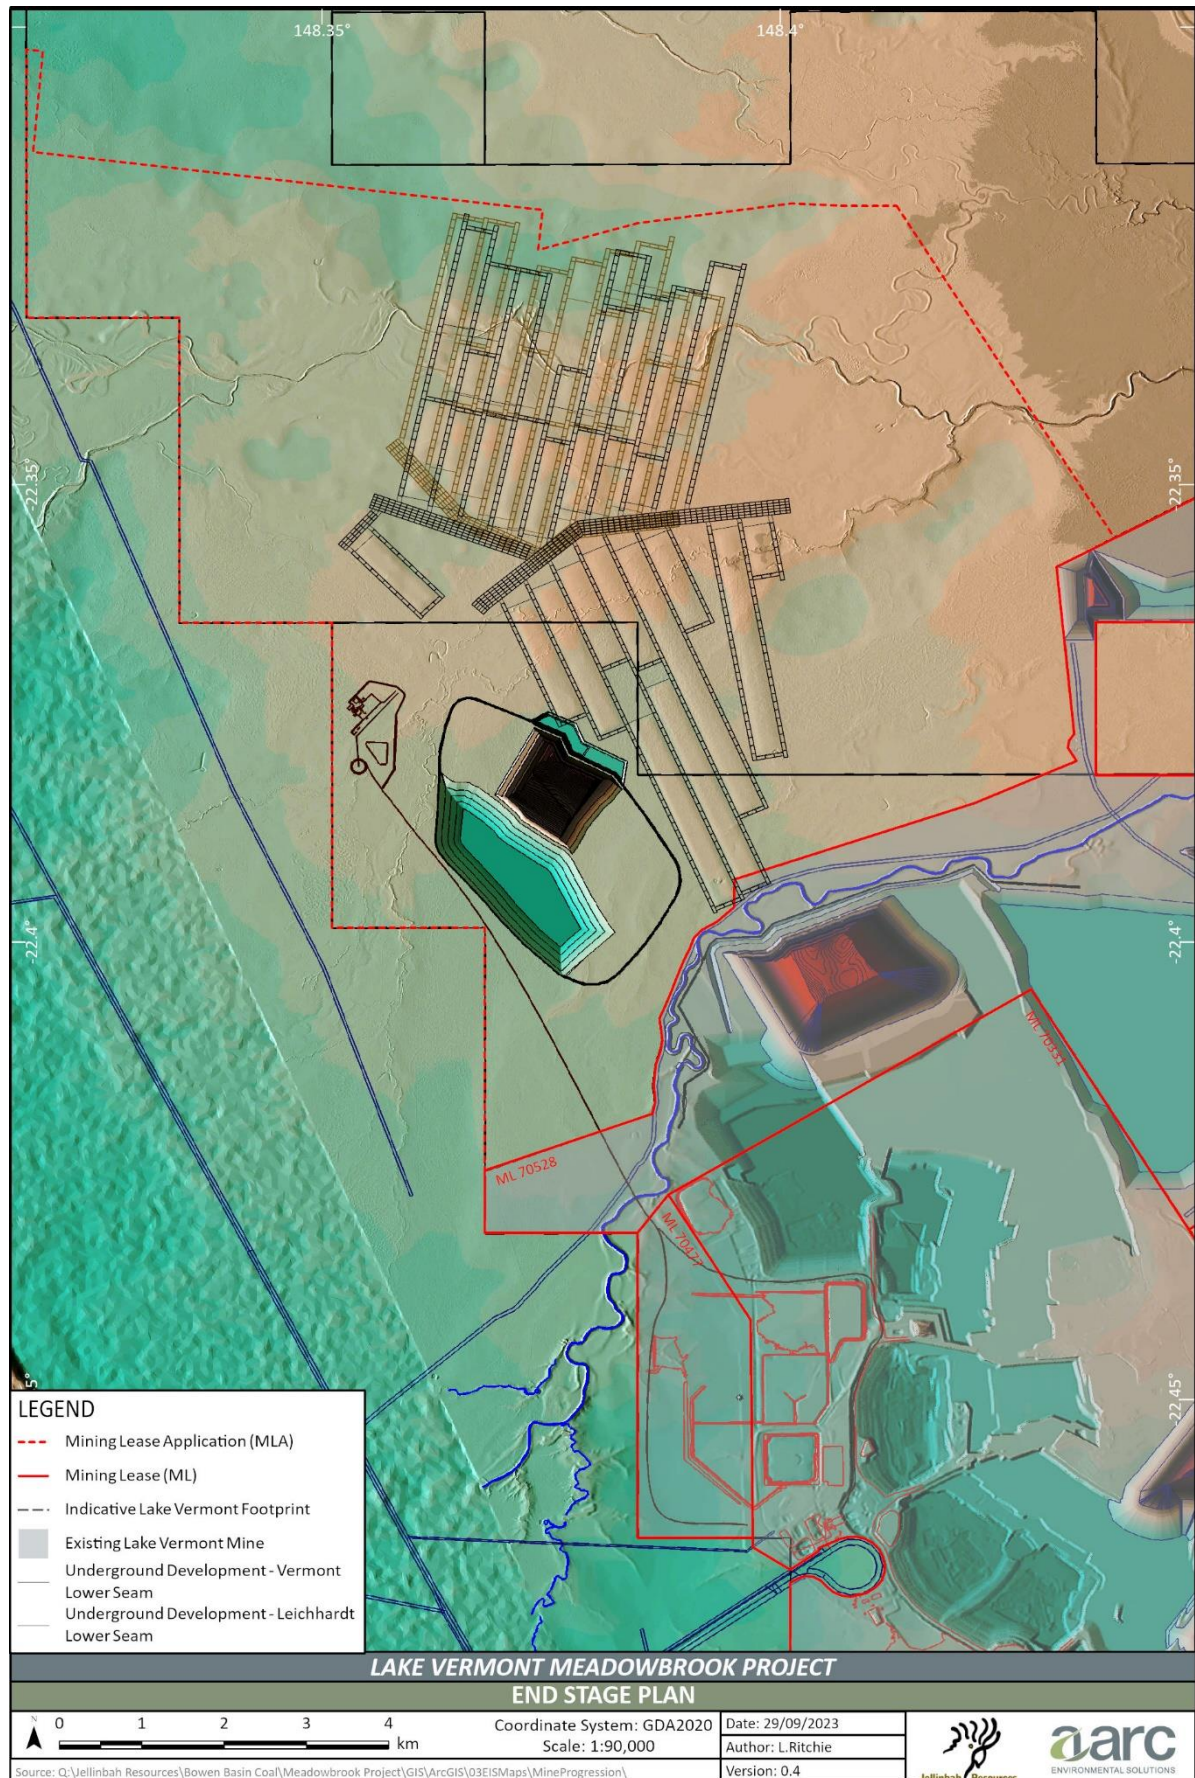 148.35°
148.4°
-22.35°
-22.35°
-22.4°
-22.4°
ML 70331
ML 70528
ML 70477
5°
-22.45°
LEGEND
Mining Lease Application (MLA)
Mining Lease (ML)
Indicative Lake Vermont Footprint
Existing Lake Vermont Mine
Underground Development - Vermont
Lower Seam
Underground Development - Leichhardt
Lower Seam
LAKE VERMONT MEADOWBROOK PROJECT
END STAGE PLAN
N
0 1 2 3 4
km
Coordinate System: GDA2020
Scale: 1:90,000
Date: 29/09/2023
Author: L.Ritchie
Version: 0.4
Source: Q:\Jellinbah Resources\Bowen Basin Coal\Meadowbrook Project\GIS\ArcGIS\03EISMaps\MineProgression\
Jellinbah Resources
aarc
ENVIRONMENTAL SOLUTIONS